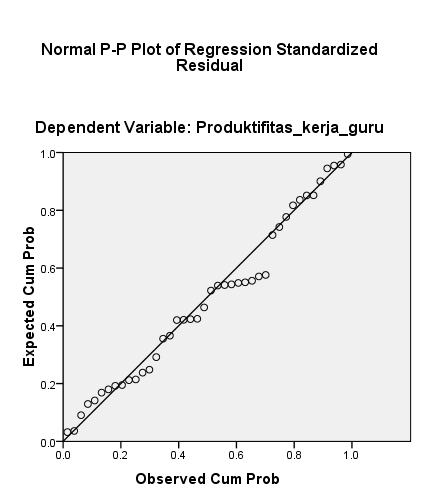 Normal P-P Plot of Regression Standardized
Residual
Dependent Variable: Produktifitas_kerja_guru
1.0
0.8
0.6
0.4
0.2
0.0
Expected Cum Prob
0.0 0.2 0.4 0.6 0.8 1.0
Observed Cum Prob